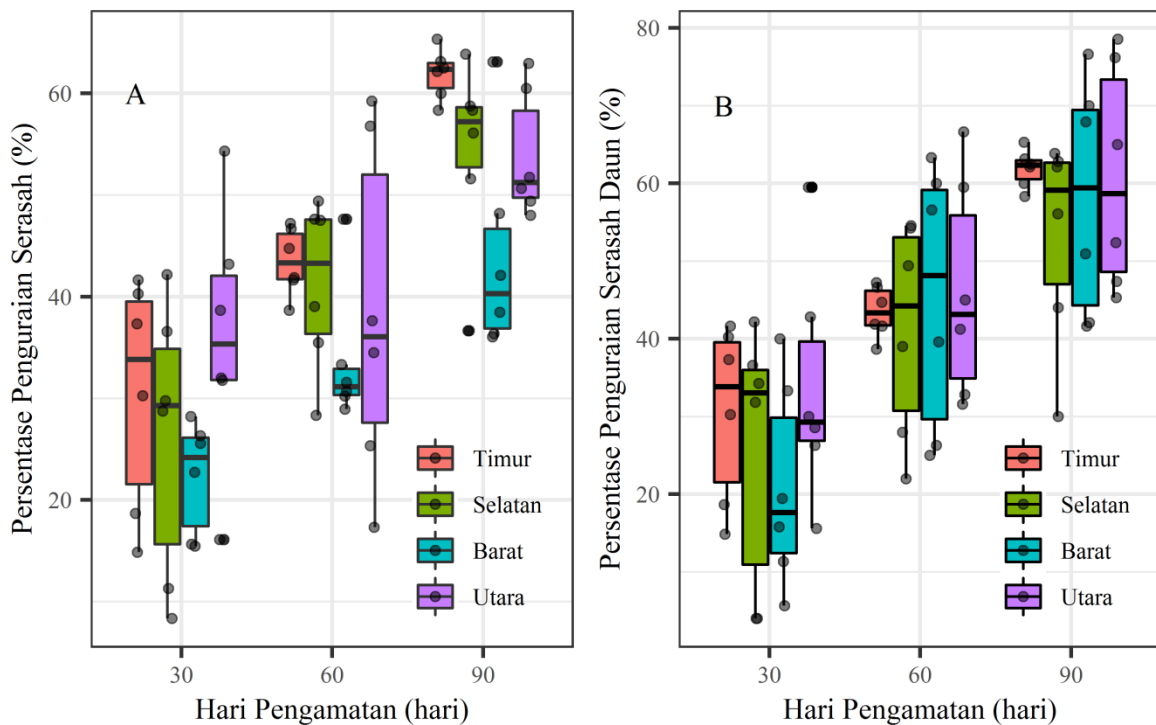 Persentase Penguraian Serasah (%)
A
60
40
20
Timur
Selatan
Barat
Utara
30 60 90
Hari Pengamatan (hari)
Persentase Penguraian Serasah Daun (%)
80
B
60
40
20
Timur
Selatan
Barat
Utara
30 60 90
Hari Pengamatan (hari)